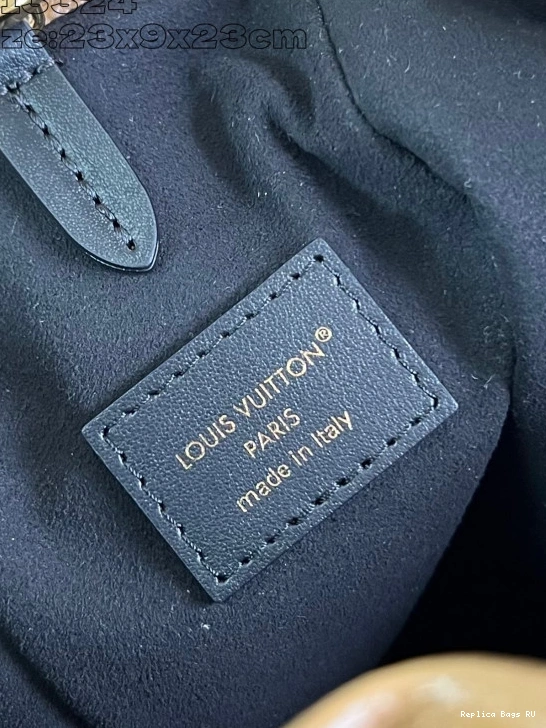 ze:23x9x23cm
LOUIS VUITTON®
PARIS
made in Italy
Replica Bags RU